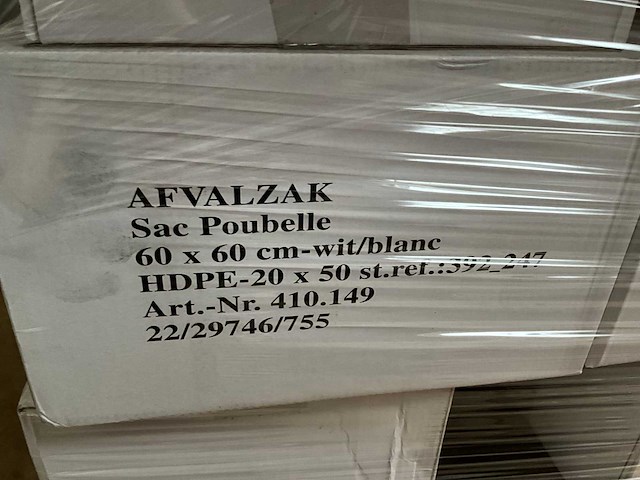 AFVALZAK
Sac Poubelle
60 x 60 cm-wit/blanc
HDPE-20 x 50 st.ref.:392_247
Art.-Nr. 410.149
22/29746/755